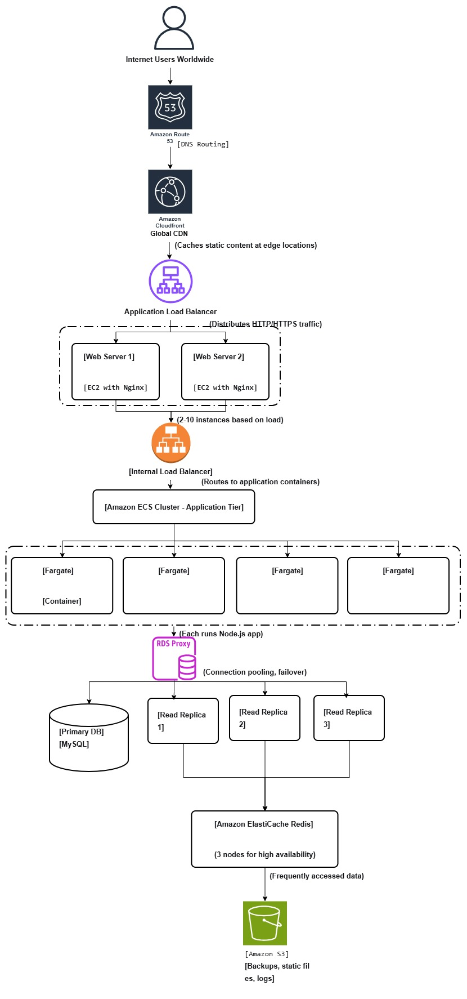 Internet Users Worldwide
53
Amazon Route
53
[DNS Routing]
Amazon
Cloudfront
Global CDN
(Caches static content at edge locations)
Application Load Balancer
(Distributes HTTP/HTTPS traffic)
[Web Server 1]
[EC2 with Nginx]
[Web Server 2]
[EC2 with Nginx]
(2-10 instances based on load)
[Internal Load Balancer]
(Routes to application containers)
[Amazon ECS Cluster - Application Tier]
[Fargate]
[Container]
[Fargate]
[Fargate]
[Fargate]
(Each runs Node.js app)
RDS Proxy
(Connection pooling, failover)
[Primary DB]
[MySQL]
[Read Replica
1]
[Read Replica
2]
[Read Replica
3]
[Amazon ElastiCache Redis]
(3 nodes for high availability)
(Frequently accessed data)
[Amazon S3]
[Backups, static fil
es, logs]